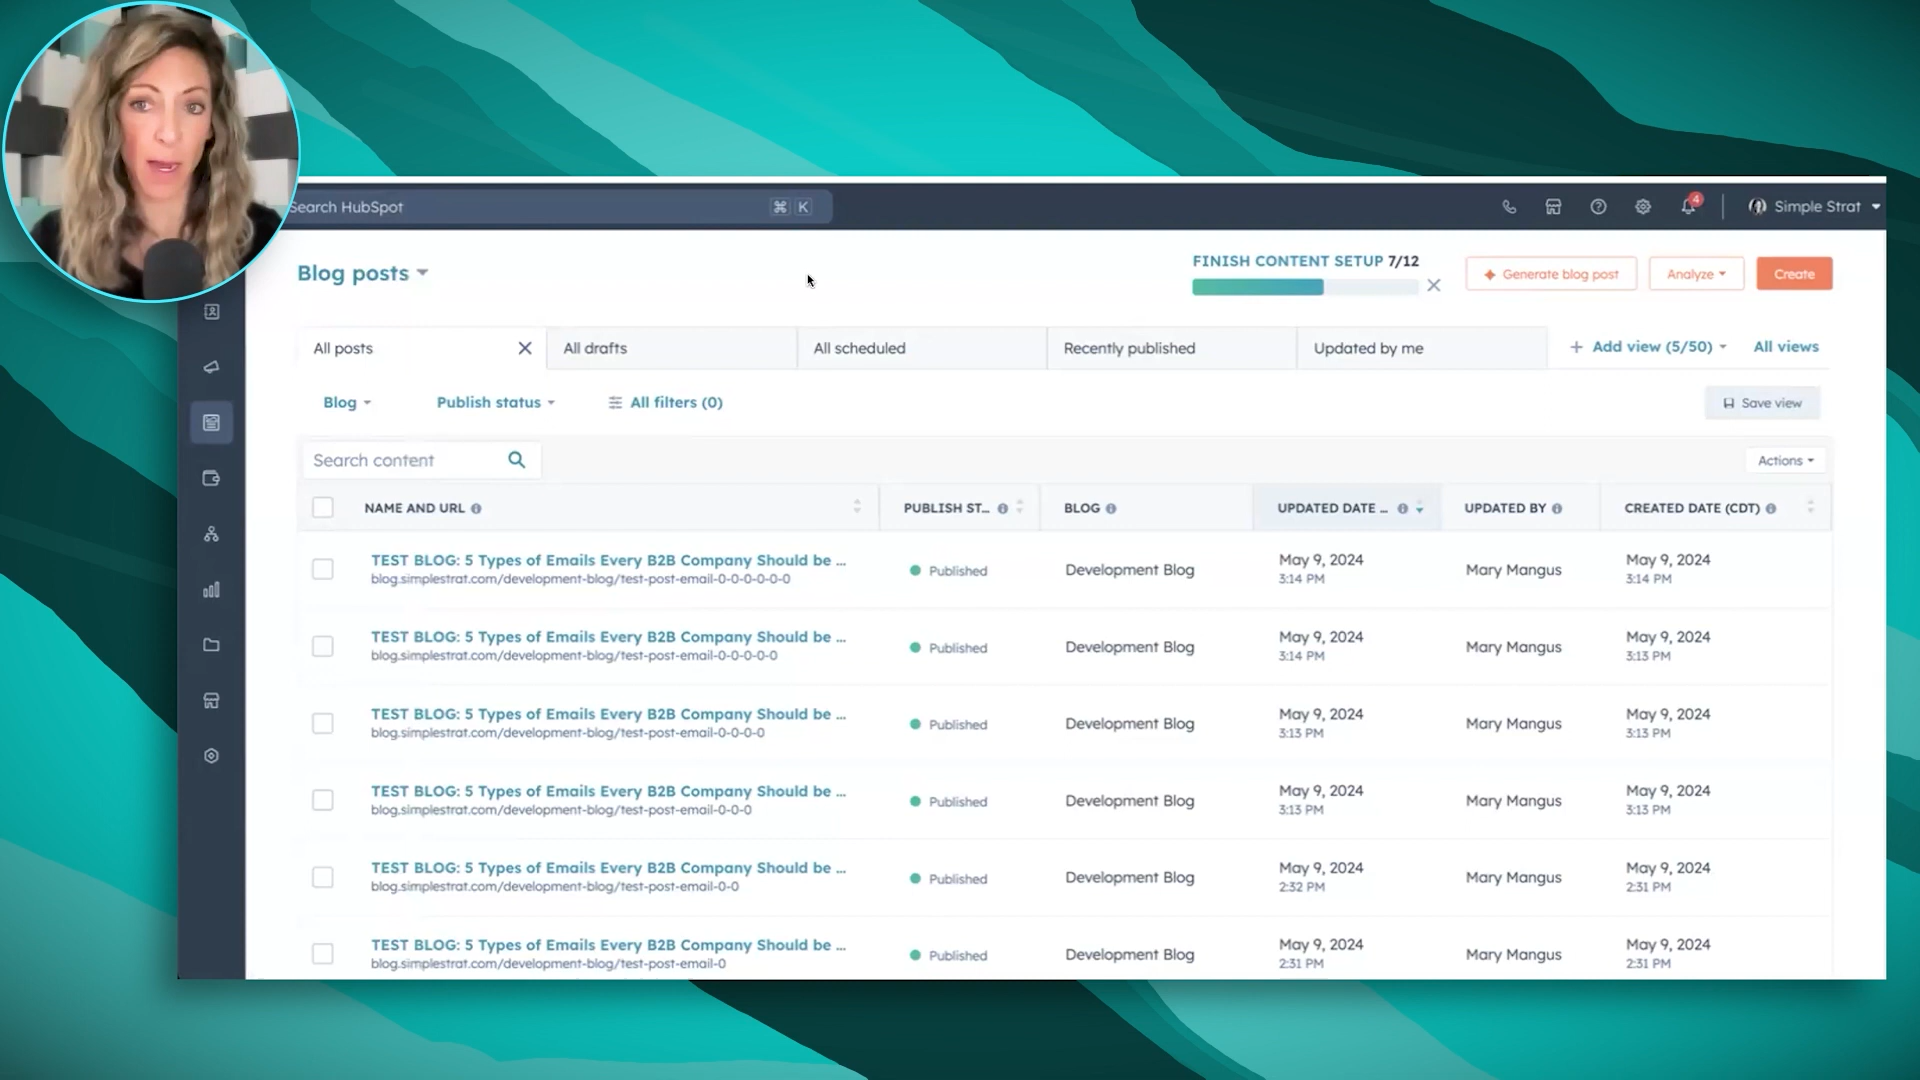 Search HubSpot ⌘ K
4
Simple Strat
Blog posts
FINISH CONTENT SETUP 7/12
Generate blog post
Analyze
Create
All posts
All drafts
All scheduled
Recently published
Updated by me
+ Add view (5/50)
All views
Blog
Publish status
All filters (0)
Save view
Search content
Actions
NAME AND URL
PUBLISH ST...
BLOG
UPDATED DATE ...
UPDATED BY
CREATED DATE (CDT)
TEST BLOG: 5 Types of Emails Every B2B Company Should be ...
blog.simplestrat.com/development-blog/test-post-email-0-0-0-0-0-0
Published
Development Blog
May 9, 2024
3:14 PM
Mary Mangus
May 9, 2024
3:14 PM
TEST BLOG: 5 Types of Emails Every B2B Company Should be ...
blog.simplestrat.com/development-blog/test-post-email-0-0-0-0-0
Published
Development Blog
May 9, 2024
3:14 PM
Mary Mangus
May 9, 2024
3:13 PM
TEST BLOG: 5 Types of Emails Every B2B Company Should be ...
blog.simplestrat.com/development-blog/test-post-email-0-0-0-0
Published
Development Blog
May 9, 2024
3:13 PM
Mary Mangus
May 9, 2024
3:13 PM
TEST BLOG: 5 Types of Emails Every B2B Company Should be ...
blog.simplestrat.com/development-blog/test-post-email-0-0-0
Published
Development Blog
May 9, 2024
3:13 PM
Mary Mangus
May 9, 2024
3:13 PM
TEST BLOG: 5 Types of Emails Every B2B Company Should be ...
blog.simplestrat.com/development-blog/test-post-email-0-0
Published
Development Blog
May 9, 2024
2:32 PM
Mary Mangus
May 9, 2024
2:31 PM
TEST BLOG: 5 Types of Emails Every B2B Company Should be ...
blog.simplestrat.com/development-blog/test-post-email-0
Published
Development Blog
May 9, 2024
2:31 PM
Mary Mangus
May 9, 2024
2:31 PM